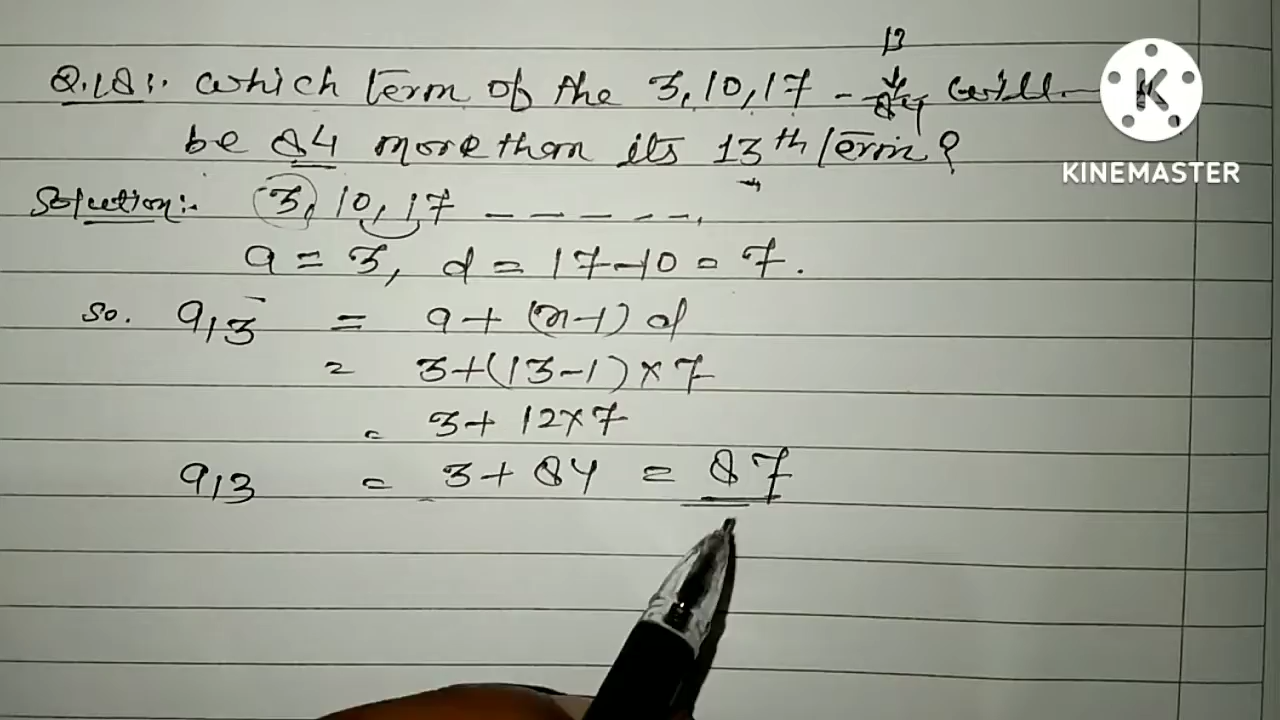 13
Q.18:. which term of the 3,10,17 - 84 will
be 84 more than its 13th term?
Solution:- 3, 10, 17 – – – – –.
a = 3, d = 17-10 = 7.
So. a13 = a + (n-1) d
= 3+(13-1)×7
= 3+ 12×7
a13 = 3+ 84 = 87
K
KINEMASTER